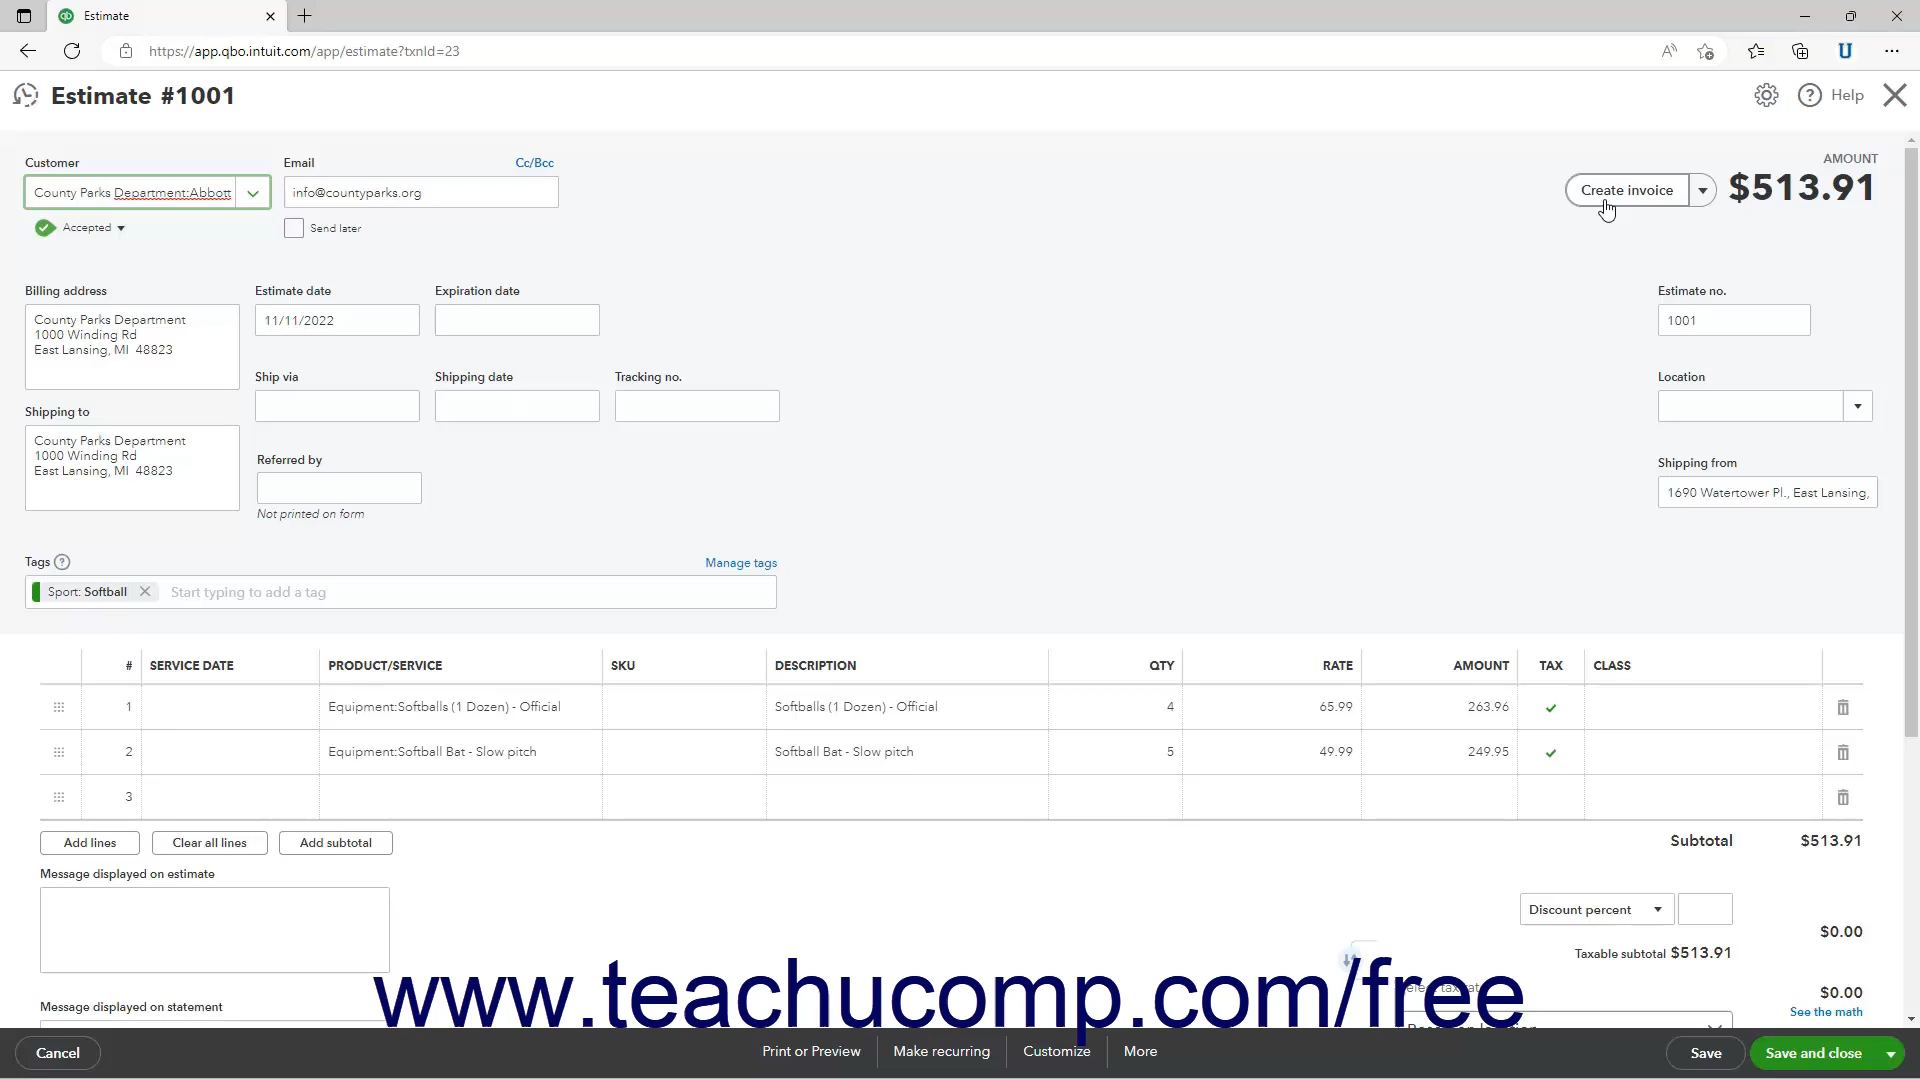 Estimate
https://app.qbo.intuit.com/app/estimate?txnId=23
Estimate #1001
Help
Customer
Email
Cc/Bcc
AMOUNT
County Parks Department:Abbott
info@countyparks.org
Create invoice
$513.91
Accepted
Send later
Billing address
Estimate date
Expiration date
Estimate no.
County Parks Department
1000 Winding Rd
East Lansing, MI 48823
11/11/2022
1001
Ship via
Shipping date
Tracking no.
Location
Shipping to
County Parks Department
1000 Winding Rd
East Lansing, MI 48823
Referred by
Not printed on form
Shipping from
1690 Watertower Pl., East Lansing,
Tags
Manage tags
Sport: Softball
Start typing to add a tag
# SERVICE DATE PRODUCT/SERVICE SKU DESCRIPTION QTY RATE AMOUNT TAX CLASS
1 Equipment:Softballs (1 Dozen) - Official Softballs (1 Dozen) - Official 4 65.99 263.96
2 Equipment:Softball Bat - Slow pitch Softball Bat - Slow pitch 5 49.99 249.95
3
Add lines
Clear all lines
Add subtotal
Subtotal $513.91
Message displayed on estimate
Discount percent
$0.00
Taxable subtotal $513.91
www.teachucomp.com/free
$0.00
See the math
Message displayed on statement
Cancel
Print or Preview
Make recurring
Customize
More
Save
Save and close